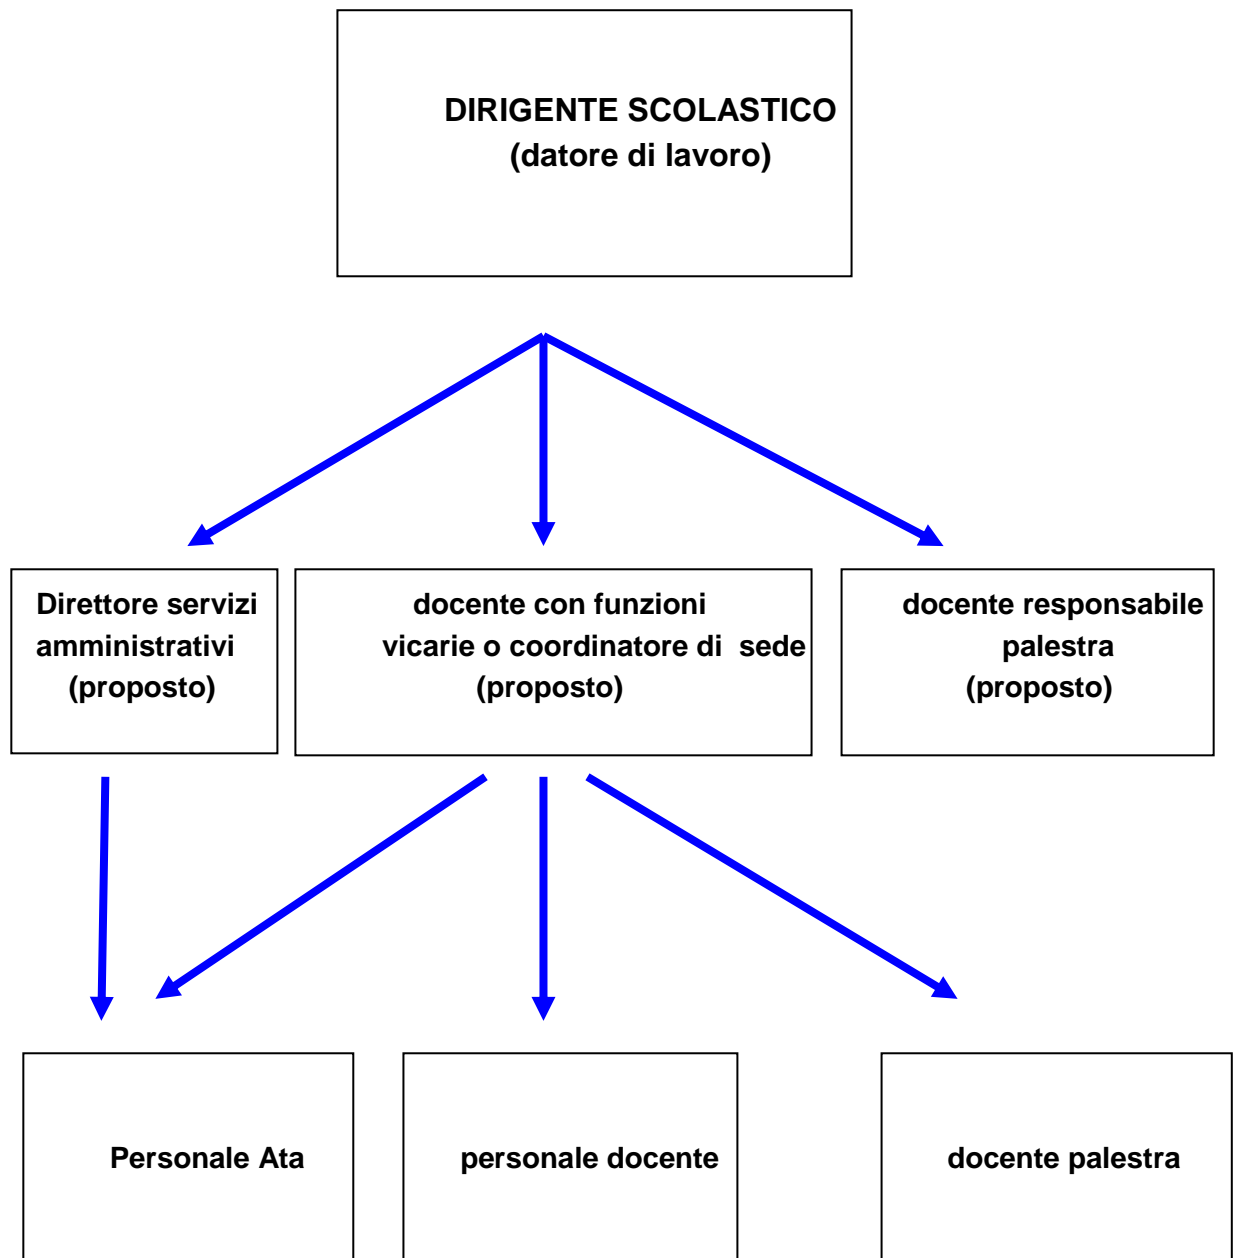 DIRIGENTE SCOLASTICO
(datore di lavoro)
Direttore servizi
amministrativi
(proposto)
docente con funzioni
vicarie o coordinatore di sede
(proposto)
docente responsabile
palestra
(proposto)
Personale Ata
personale docente
docente palestra